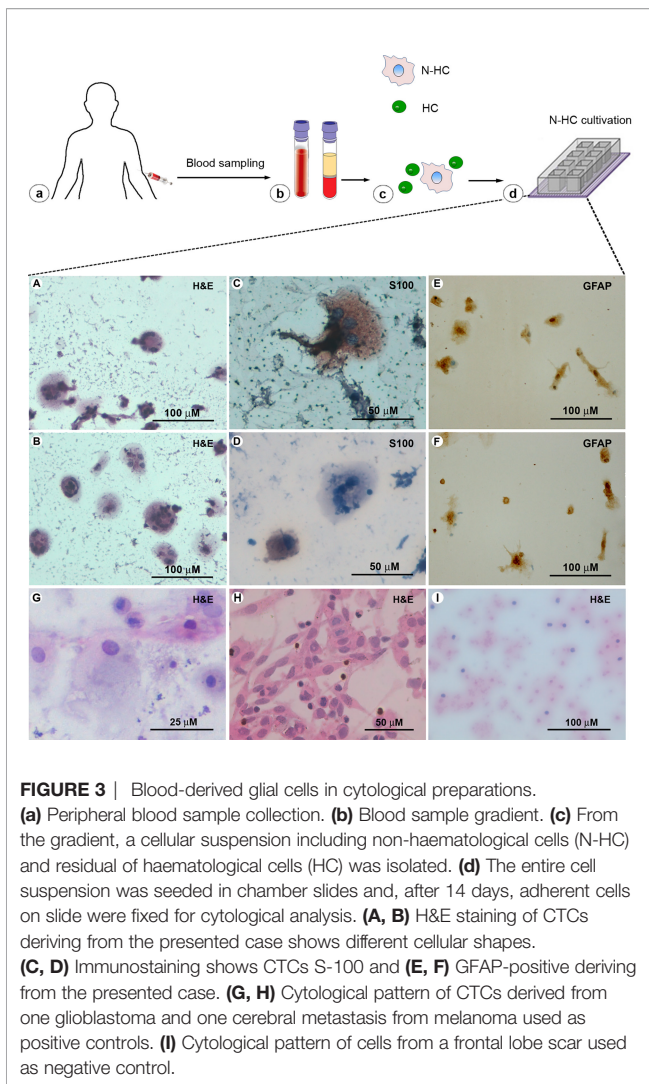 N-HC
HC
N-HC cultivation
Blood sampling
a
b
c
d
A
H&E
100 µM
C
S100
50 µM
E
GFAP
100 µM
B
H&E
100 µM
D
S100
50 µM
F
GFAP
100 µM
G
H&E
25 µM
H
H&E
50 µM
I
H&E
100 µM
FIGURE 3 | Blood-derived glial cells in cytological preparations.
(a) Peripheral blood sample collection. (b) Blood sample gradient. (c) From
the gradient, a cellular suspension including non-haematological cells (N-HC)
and residual of haematological cells (HC) was isolated. (d) The entire cell
suspension was seeded in chamber slides and, after 14 days, adherent cells
on slide were fixed for cytological analysis. (A, B) H&E staining of CTCs
deriving from the presented case shows different cellular shapes.
(C, D) Immunostaining shows CTCs S-100 and (E, F) GFAP-positive deriving
from the presented case. (G, H) Cytological pattern of CTCs derived from
one glioblastoma and one cerebral metastasis from melanoma used as
positive controls. (I) Cytological pattern of cells from a frontal lobe scar used
as negative control.